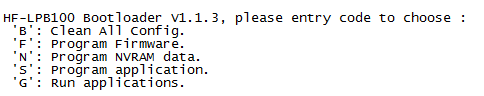 HF-LPB100 Bootloader V1.1.3, please entry code to choose :
'B': Clean All Config.
'F': Program Firmware.
'N': Program NVRAM data.
'S': Program application.
'G': Run applications.